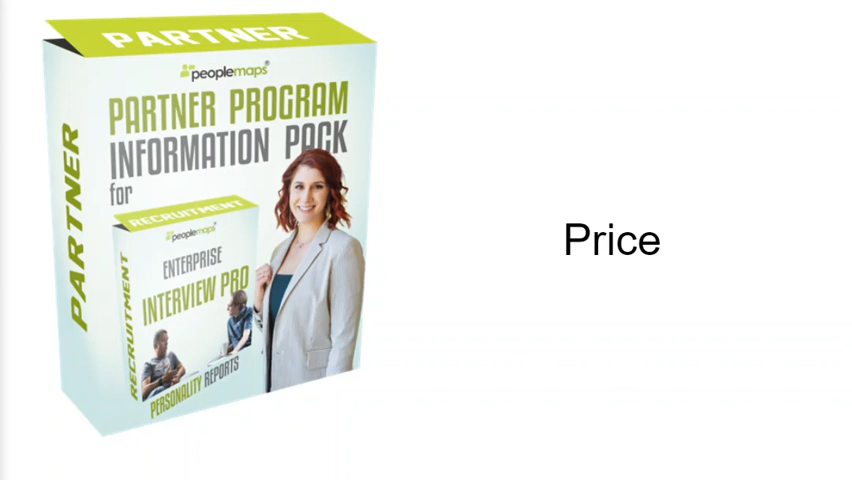 PARTNER
peoplemaps®
PARTNER PROGRAM
INFORMATION PACK
for
PARTNER
RECRUITMENT
peoplemaps®
ENTERPRISE
INTERVIEW PRO
RECRUITMENT
PERSONALITY REPORTS
Price